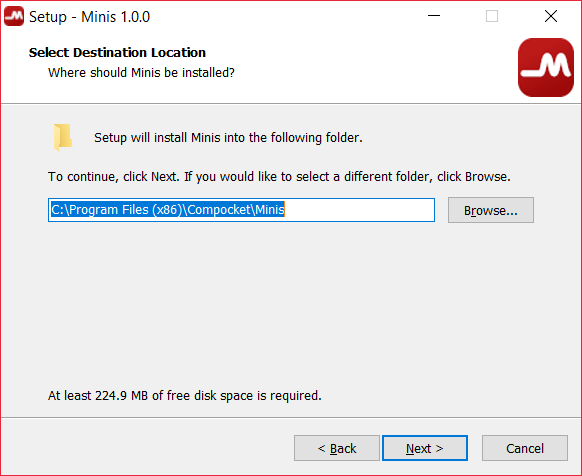 Setup - Minis 1.0.0
Select Destination Location
Where should Minis be installed?
Setup will install Minis into the following folder.
To continue, click Next. If you would like to select a different folder, click Browse.
C:\Program Files (x86)\Compocket\Minis
Browse...
At least 224.9 MB of free disk space is required.
< Back
Next >
Cancel